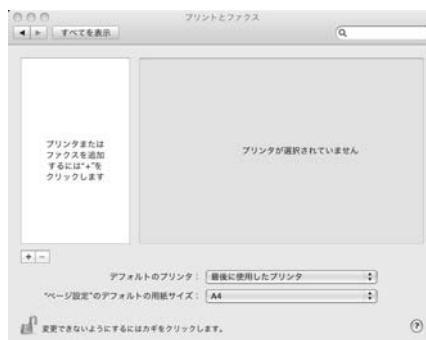 プリントとファクス
すべてを表示
プリンタまたは
ファクスを追加
するには"+"を
クリックします
プリンタが選択されていません
+ -
デフォルトのプリンタ： 最後に使用したプリンタ
"ページ設定"のデフォルトの用紙サイズ： A4
変更できないようにするにはカギをクリックします。
?